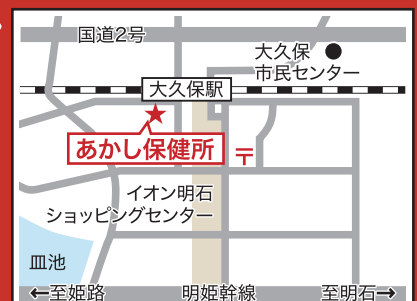 国道2号
大久保
市民センター
大久保駅
あかし保健所
〒
イオン明石
ショッピングセンター
皿池
←至姫路
明姫幹線
至明石→